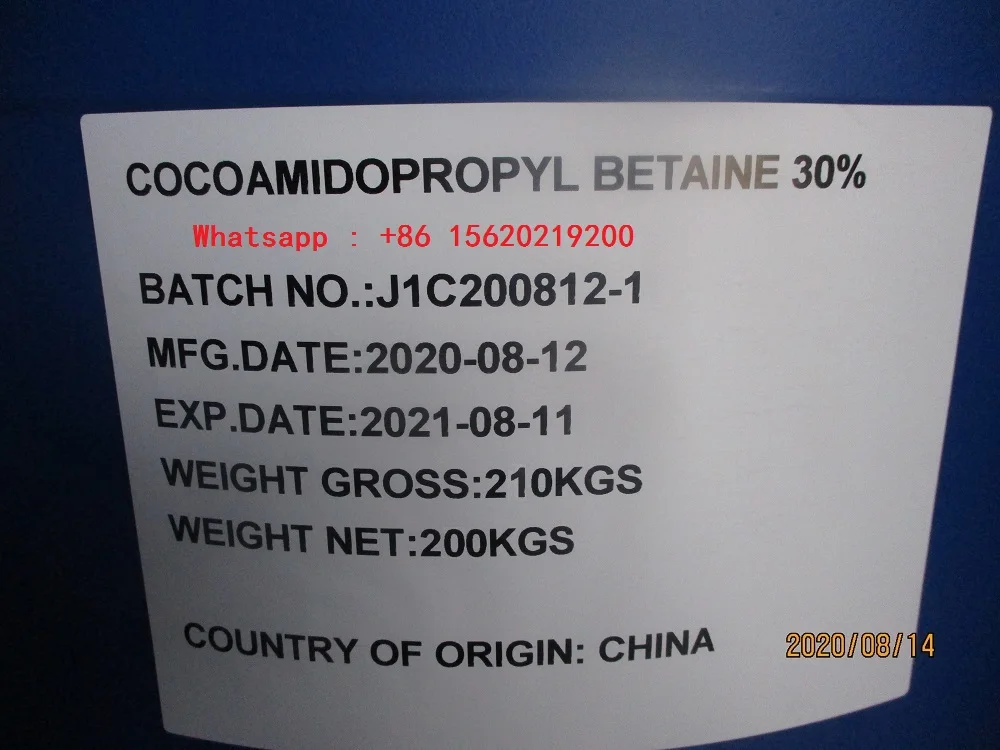 COCOAMIDOPROPYL BETAINE 30%
Whatsapp : +86 15620219200
BATCH NO.:J1C200812-1
MFG.DATE:2020-08-12
EXP.DATE:2021-08-11
WEIGHT GROSS:210KGS
WEIGHT NET:200KGS
COUNTRY OF ORIGIN: CHINA
2020/08/14